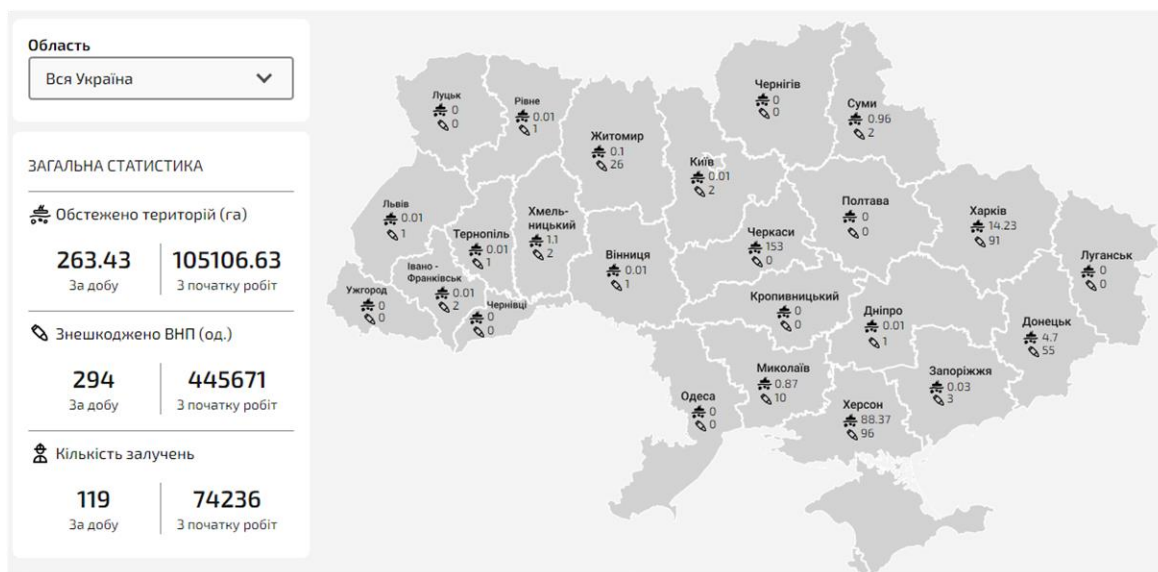 Область
Вся Україна
ЗАГАЛЬНА СТАТИСТИКА
Обстежено територій (га)
263.43
За добу
105106.63
З початку робіт
Знешкоджено ВНП (од.)
294
За добу
445671
З початку робіт
Кількість залучень
119
За добу
74236
З початку робіт
Луцьк
0
0
Рівне
0.01
1
Житомир
0.1
26
Київ
0.01
2
Чернігів
0
0
Суми
0.96
2
Львів
0.01
1
Тернопіль
0.01
1
Хмель-
ницький
1.1
2
Вінниця
0.01
1
Черкаси
153
0
Полтава
0
0
Харків
14.23
91
Луганськ
0
0
Ужгород
0
0
Івано -
Франківськ
0.01
2
Чернівці
0
0
Кропивницький
0
0
Дніпро
0.01
1
Донецьк
4.7
55
Одеса
0
0
Миколаїв
0.87
10
Херсон
88.37
96
Запоріжжя
0.03
3